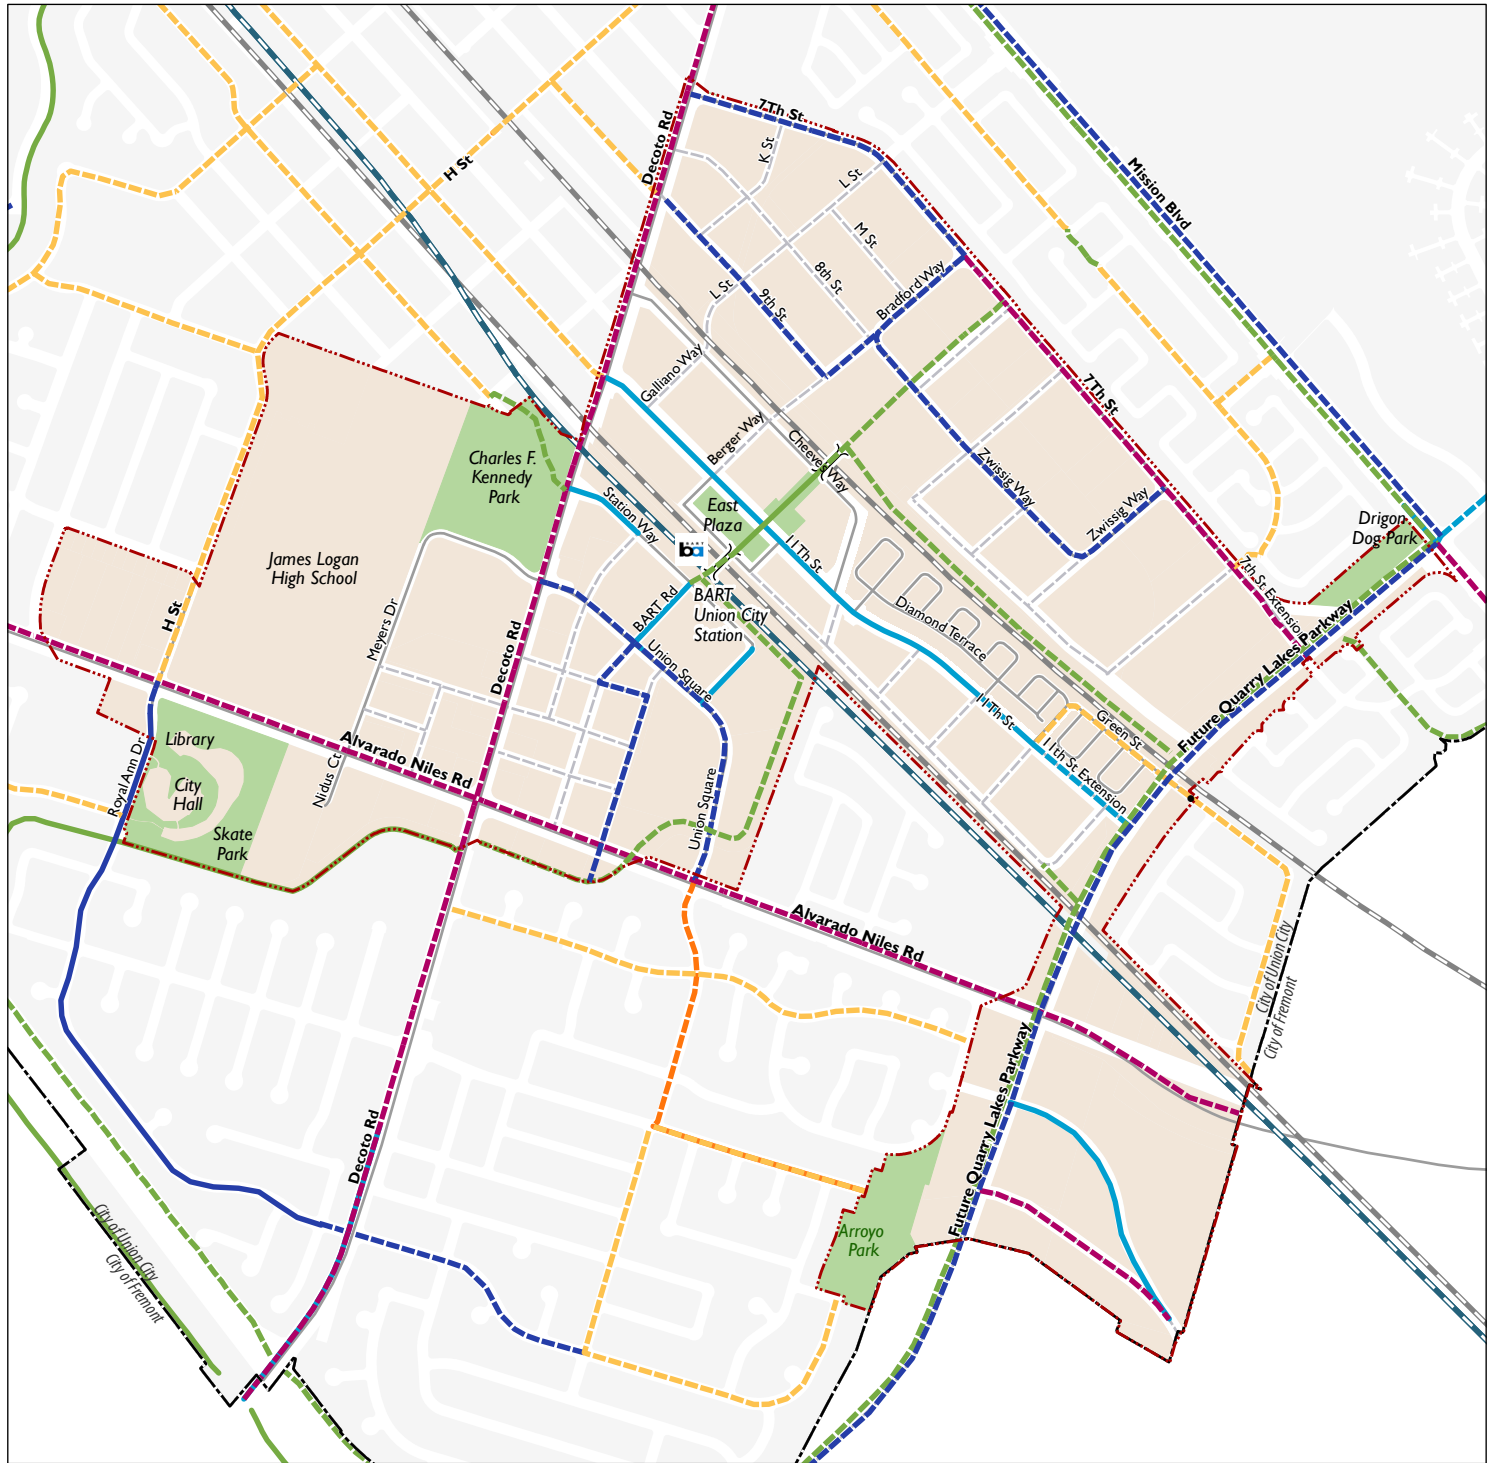 7Th St
Decoto Rd
K St
H St
L St
Mission Blvd
M St
8th St
Bradford Way
L St
9th St
Galliano Way
7Th St
Berger Way
Charles F.
Kennedy
Park
Cheeves Way
Zwissig Way
Station Way
East
Plaza
Zwissig Way
Drigon
Dog Park
ba
11Th St
James Logan
High School
7th St Extension
BART Rd
BART
Union City
Station
Diamond Terrace
H St
Meyers Dr
Future Quarry Lakes Parkway
Decoto Rd
Union Square
11Th St
Green St
Library
Alvarado Niles Rd
11th St Extension
Royal Ann Dr
City
Hall
Nidus Ct
Union Square
Skate
Park
Alvarado Niles Rd
City of Union City
City of Fremont
Future Quarry Lakes Parkway
Decoto Rd
City of Union City
City of Fremont
Arroyo
Park